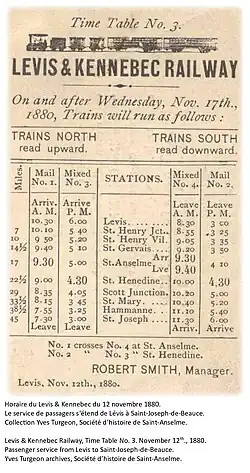 Time Table No. 3.
LEVIS & KENNEBEC RAILWAY
On and after Wednesday, Nov. 17th.,
1880, Trains will run as follows :
TRAINS NORTH TRAINS SOUTH
read upward. read downward.
Miles. Mail No. 1. Mixed No. 3. STATIONS. Mixed No. 4. Mail No. 2.
Arriv. Arrive Leave Leave
A. M. P. M. A. M. P. M.
10.30 6.00 Levis 8.30 3 00
7 10.10 5 40 St. Henry Jct. 8.55 3 25
10 9.50 5.20 St. Henry Vil. 9.05 3 35
14½ 9.40 5 10 St. Gervais 9.20 3 50
17 9.30 5.00 St. Anselme Arr 9.30 4.10
Lve 9.40
22½ 9.00 4.30 St. Henedine 10.00 4.30
29 8.35 4.05 Scott Junction 10.20 5.00
33½ 8.15 3 45 St. Mary 10.40 5.20
38½ 7.55 3.25 Hammanne 11.10
45 7.30 3.00 St. Joseph 11.30
Leave Leave Arriv. Arrive
No. 1 crosses No. 4 at St. Anselme.
No. 2 " No. 3 " St. Henedine.
ROBERT SMITH, Manager.
Levis, Nov. 12th., 1880.
Horaire du Levis & Kennebec du 12 novembre 1880.
Le service de passagers s'étend de Lévis à Saint-Joseph-de-Beauce.
Collection Yves Turgeon, Société d'histoire de Saint-Anselme.
Levis & Kennebec Railway, Time Table No. 3. November 12th., 1880.
Passenger service from Levis to Saint-Joseph-de-Beauce.
Yves Turgeon archives, Société d'histoire de Saint-Anselme.